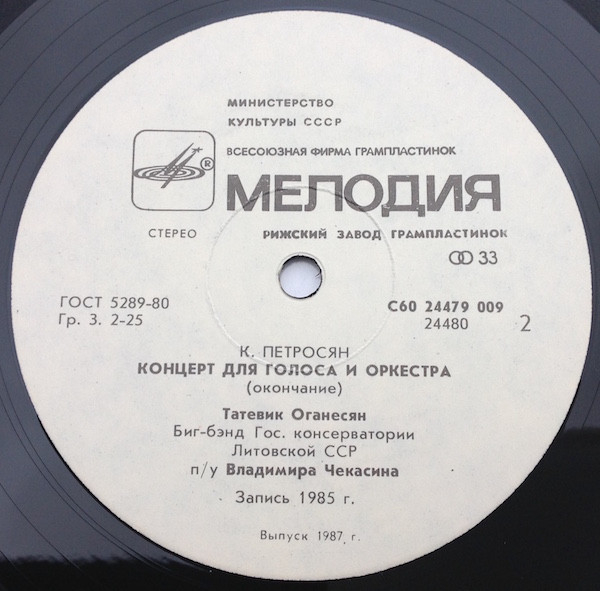 МИНИСТЕРСТВО
КУЛЬТУРЫ СССР
ВСЕСОЮЗНАЯ ФИРМА ГРАМПЛАСТИНОК
®
МЕЛОДИЯ
СТЕРЕО
РИЖСКИЙ ЗАВОД ГРАМПЛАСТИНОК
33
ГОСТ 5289-80
Гр. 3. 2-25
С60 24479 009
24480
2
К. ПЕТРОСЯН
КОНЦЕРТ ДЛЯ ГОЛОСА И ОРКЕСТРА
(окончание)
Татевик Оганесян
Биг-бэнд Гос. консерватории
Литовской ССР
п/у Владимира Чекасина
Запись 1985 г.
Выпуск 1987 г.